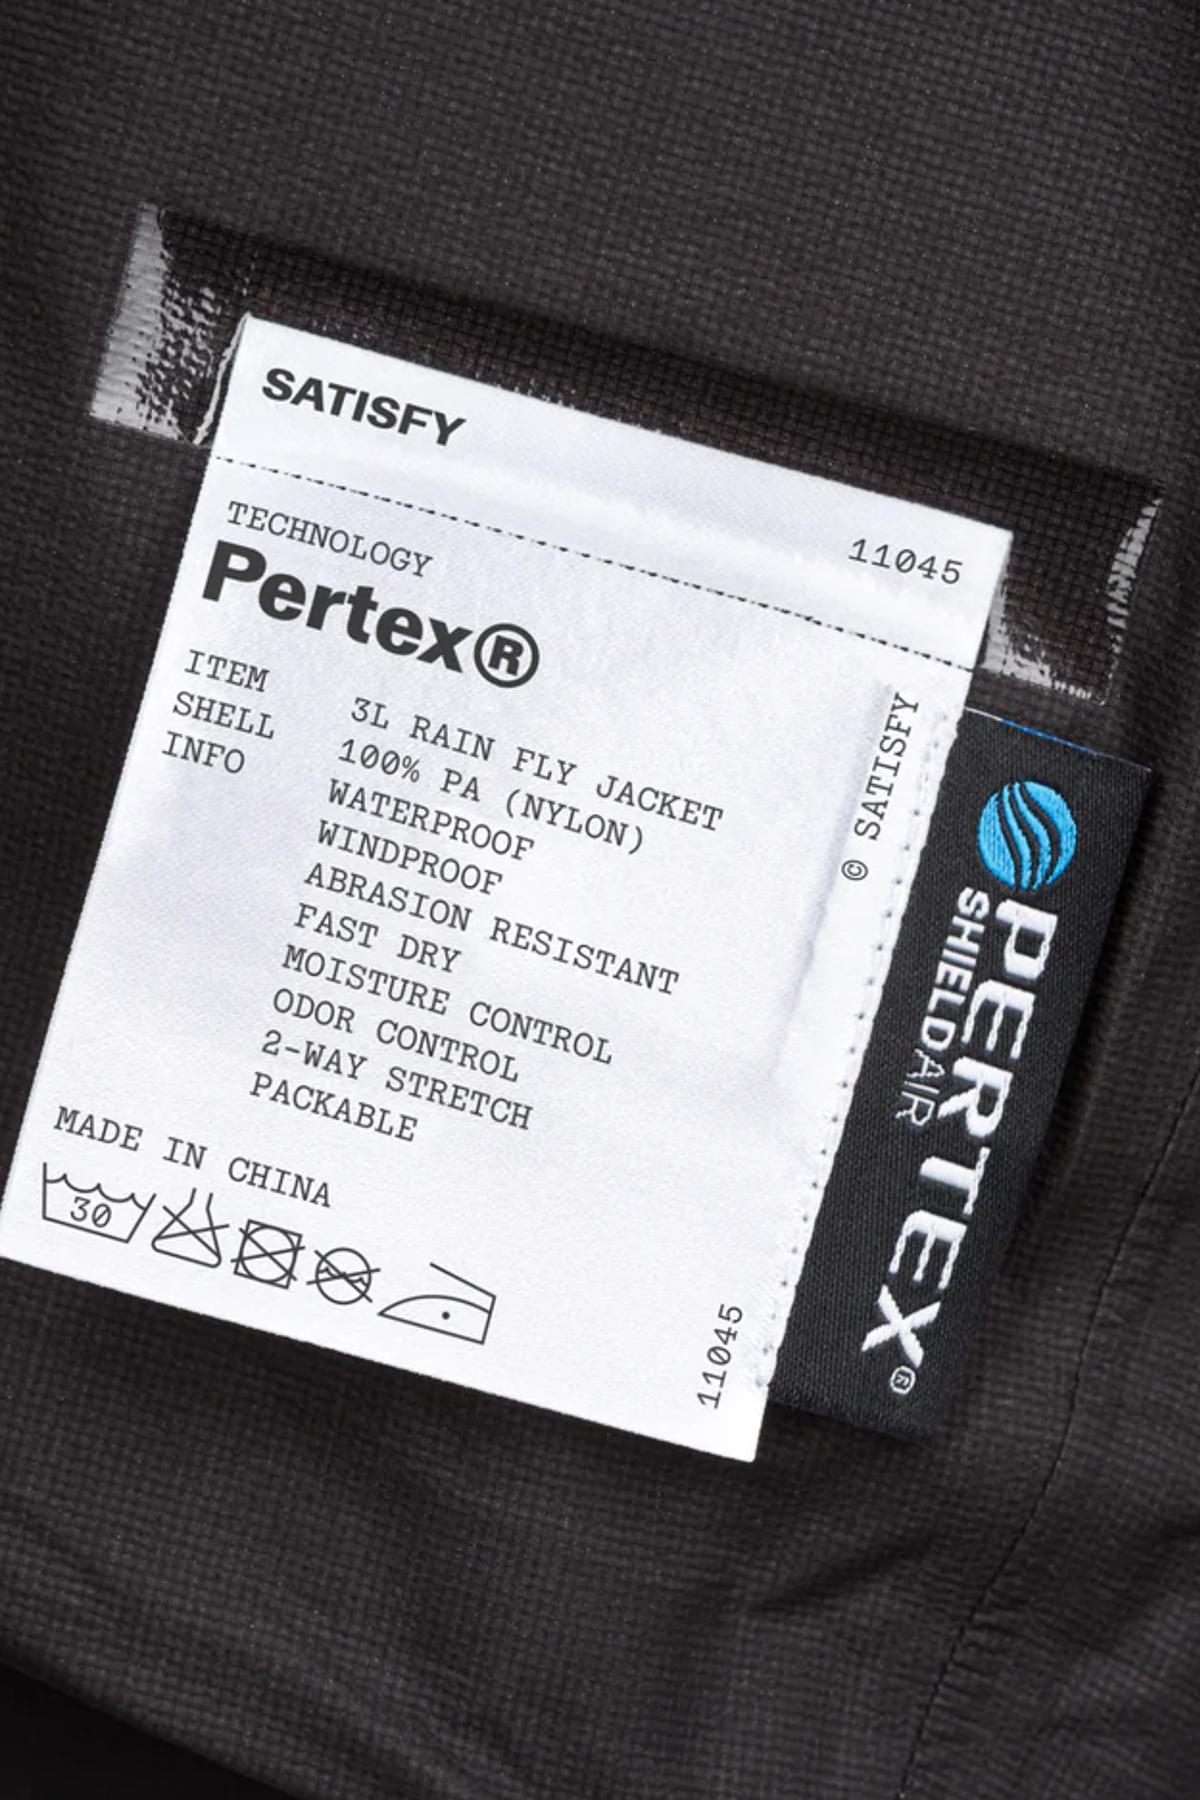 SATISFY
11045
TECHNOLOGY
Pertex®
ITEM 3L RAIN FLY JACKET
SHELL 100% PA (NYLON)
INFO WATERPROOF
WINDPROOF
ABRASION RESISTANT
FAST DRY
MOISTURE CONTROL
ODOR CONTROL
2-WAY STRETCH
PACKABLE
MADE IN CHINA
30
© SATISFY
11045
PERTEX®
SHIELDAIR